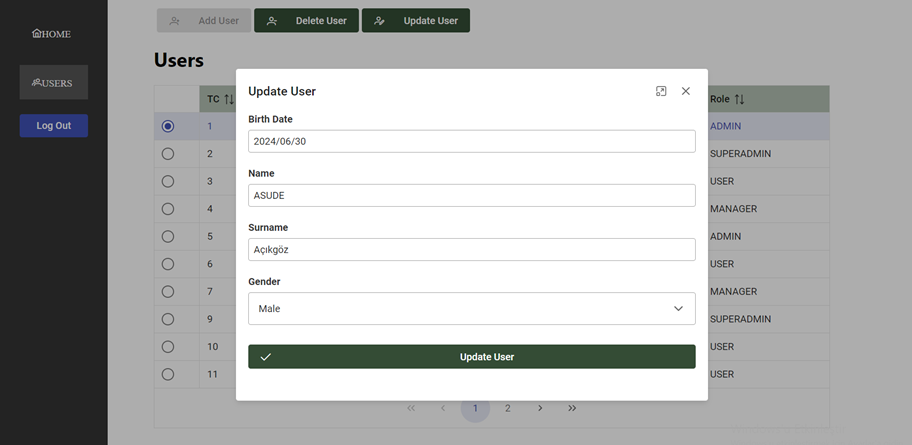 HOME
USERS
Log Out
Add User
Delete User
Update User
Users
TC
Role
1
ADMIN
2
SUPERADMIN
3
USER
4
MANAGER
5
ADMIN
6
USER
7
MANAGER
9
SUPERADMIN
10
USER
11
USER
Update User
Birth Date
2024/06/30
Name
ASUDE
Surname
Açıkgöz
Gender
Male
Update User
1
2